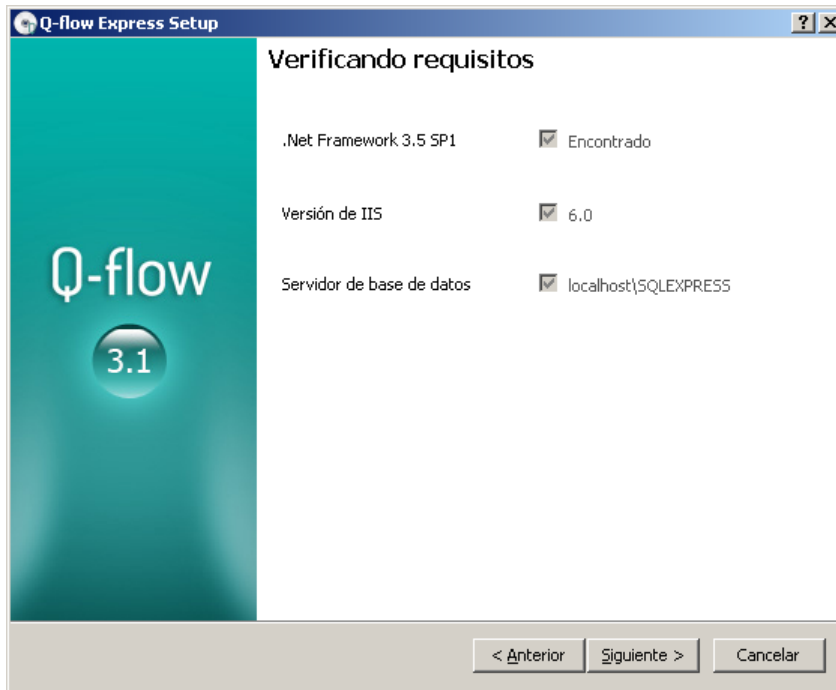 Q-flow Express Setup
Verificando requisitos
.Net Framework 3.5 SP1 Encontrado
Versión de IIS 6.0
Servidor de base de datos localhost\SQLEXPRESS
Q-flow
3.1
< Anterior Siguiente > Cancelar